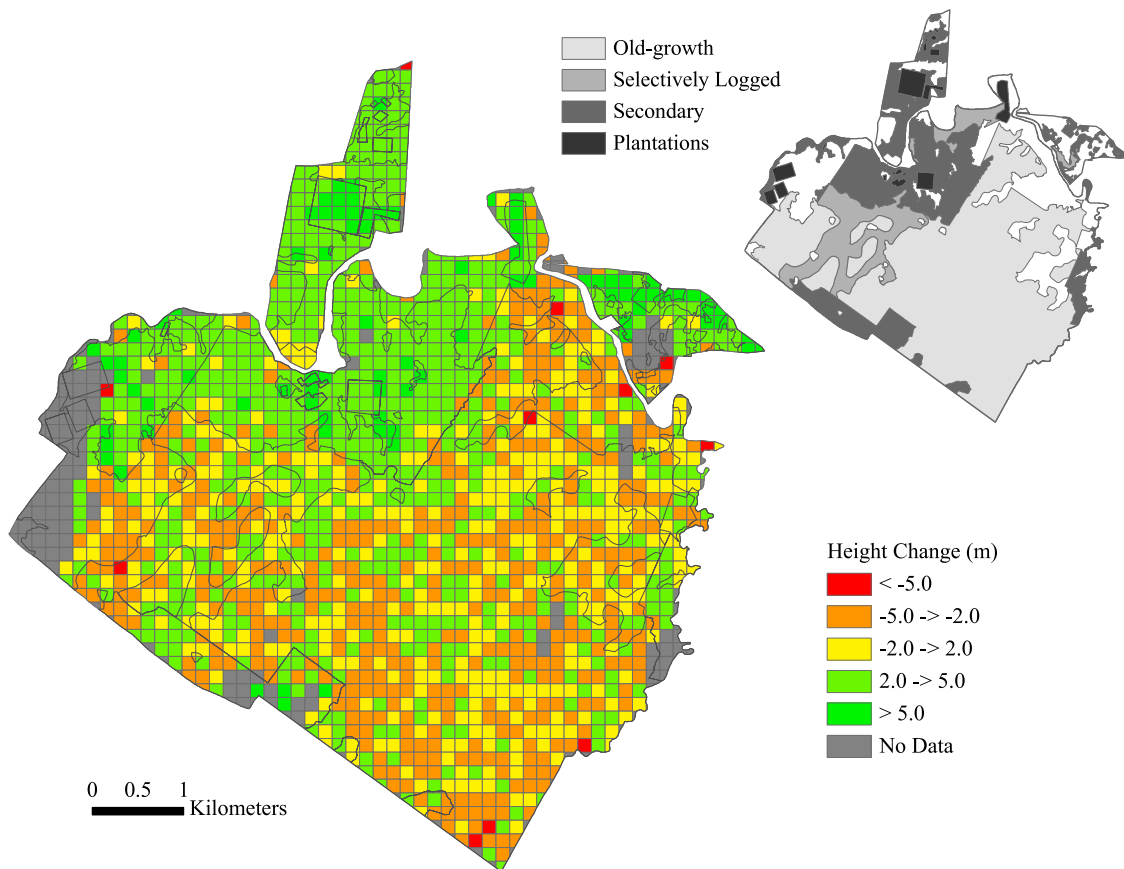 Old-growth
Selectively Logged
Secondary
Plantations
Height Change (m)
< -5.0
-5.0 -> -2.0
-2.0 -> 2.0
2.0 -> 5.0
> 5.0
No Data
0 0.5 1
Kilometers